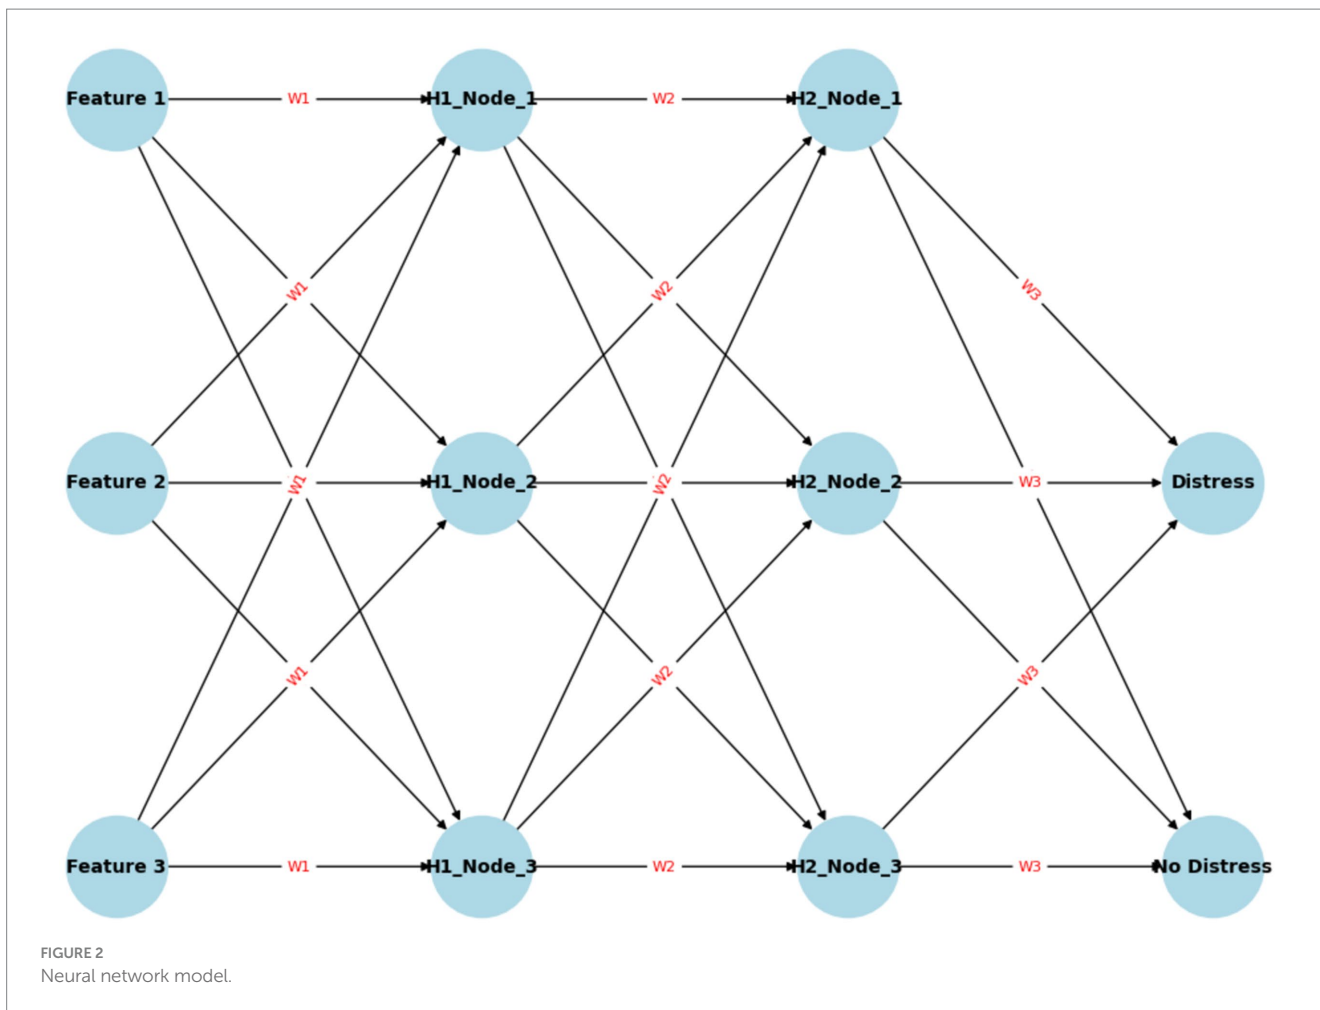 Feature 1 W1 H1_Node_1 W2 H2_Node_1
W1 W2 W3
Feature 2 W1 H1_Node_2 W2 H2_Node_2 W3 Distress
W1 W2 W3
Feature 3 W1 H1_Node_3 W2 H2_Node_3 W3 No Distress
FIGURE 2
Neural network model.